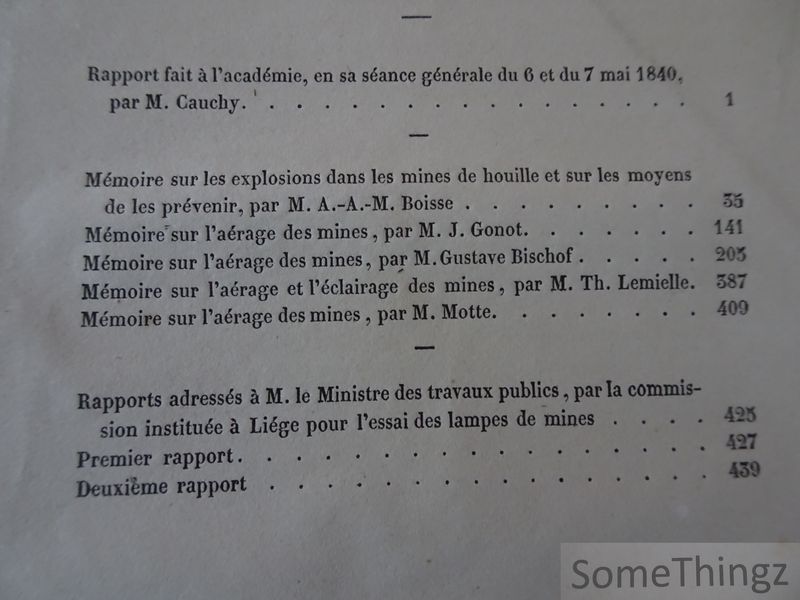 Rapport fait à l'académie, en sa séance générale du 6 et du 7 mai 1840,
par M. Cauchy. . . . . . . . . . . . . . . . . 1
Mémoire sur les explosions dans les mines de houille et sur les moyens
de les prévenir, par M. A.-A.-M. Boisse . . . . . . . . . 35
Mémoire sur l'aérage des mines, par M. J. Gonot. . . . . . . 141
Mémoire sur l'aérage des mines, par M. Gustave Bischof . . . . . 203
Mémoire sur l'aérage et l'éclairage des mines, par M. Th. Lemielle. 387
Mémoire sur l'aérage des mines, par M. Motte. . . . . . . . 409
Rapports adressés à M. le Ministre des travaux publics, par la commis-
sion instituée à Liége pour l'essai des lampes de mines . . . . 425
Premier rapport. . . . . . . . . . . . . . . . . . 427
Deuxième rapport . . . . . . . . . . . . . . . . . 439
SomeThingz